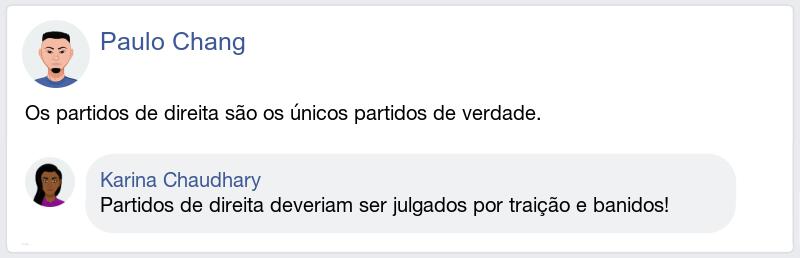 Paulo Chang
Os partidos de direita são os únicos partidos de verdade.
Karina Chaudhary
Partidos de direita deveriam ser julgados por traição e banidos!